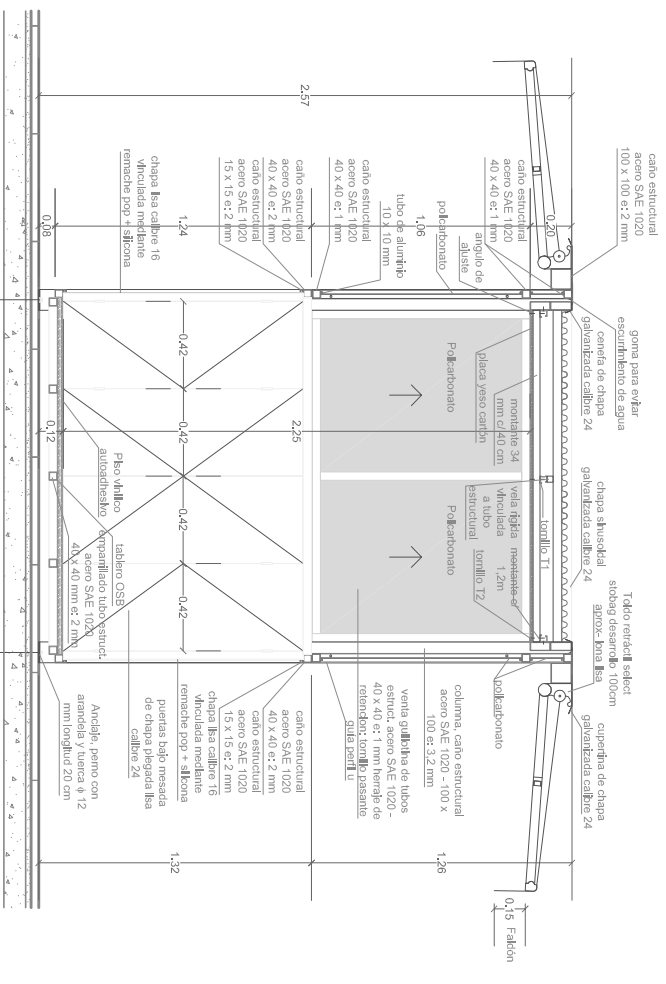 caño estructural
acero SAE 1020
100 x 100 e: 2 mm
goma para evitar
escurrimiento de agua
cenefa de chapa
galvanizada calibre 24
chapa sinusoidal
galvanizada calibre 24
Toldo retráctil select
stobag desarrollo 100cm
aprox- lona lisa
cupertina de chapa
galvanizada calibre 24
0.15 Faldón
2.57
0.20
1.06
1.24
0.08
caño estructural
acero SAE 1020
40 x 40 e: 1 mm
angulo de
ajuste
policarbonato
tubo de aluminio
10 x 10 mm
caño estructural
acero SAE 1020
40 x 40 e: 1 mm
caño estructural
acero SAE 1020
40 x 40 e: 2 mm
caño estructural
acero SAE 1020
15 x 15 e: 2 mm
chapa lisa calibre 16
vinculada mediante
remache pop + silicona
tornillo T1
montante 34
mm c/ 40 cm
placa yeso cartón
Policarbonato
vela rigida
vinculada
a tubo
estructural
montante c/
1,2m
tornillo T2
Policarbonato
2.25
0.42
0.42
0.42
0.42
0.12
Piso vinilico
autoadhesivo
tablero OSB
emparrillado tubo estruct.
acero SAE 1020
40 x 40 mm e: 2 mm
policarbonato
columna, caño estructural
acero SAE 1020 - 100 x
100 e: 3,2 mm
venta guillotina de tubos
estruct. acero SAE 1020 -
40 x 40 e: 1 mm herraje de
retencion: tornillo pasante
guia perfil u
caño estructural
acero SAE 1020
40 x 40 e: 2 mm
caño estructural
acero SAE 1020
15 x 15 e: 2 mm
chapa lisa calibre 16
vinculada mediante
remache pop + silicona
puertas bajo mesada
de chapa plegada lisa
calibre 24
Anclaje, perno con
arandela y tuerca ϕ 12
mm longitud 20 cm
1.26
1.32